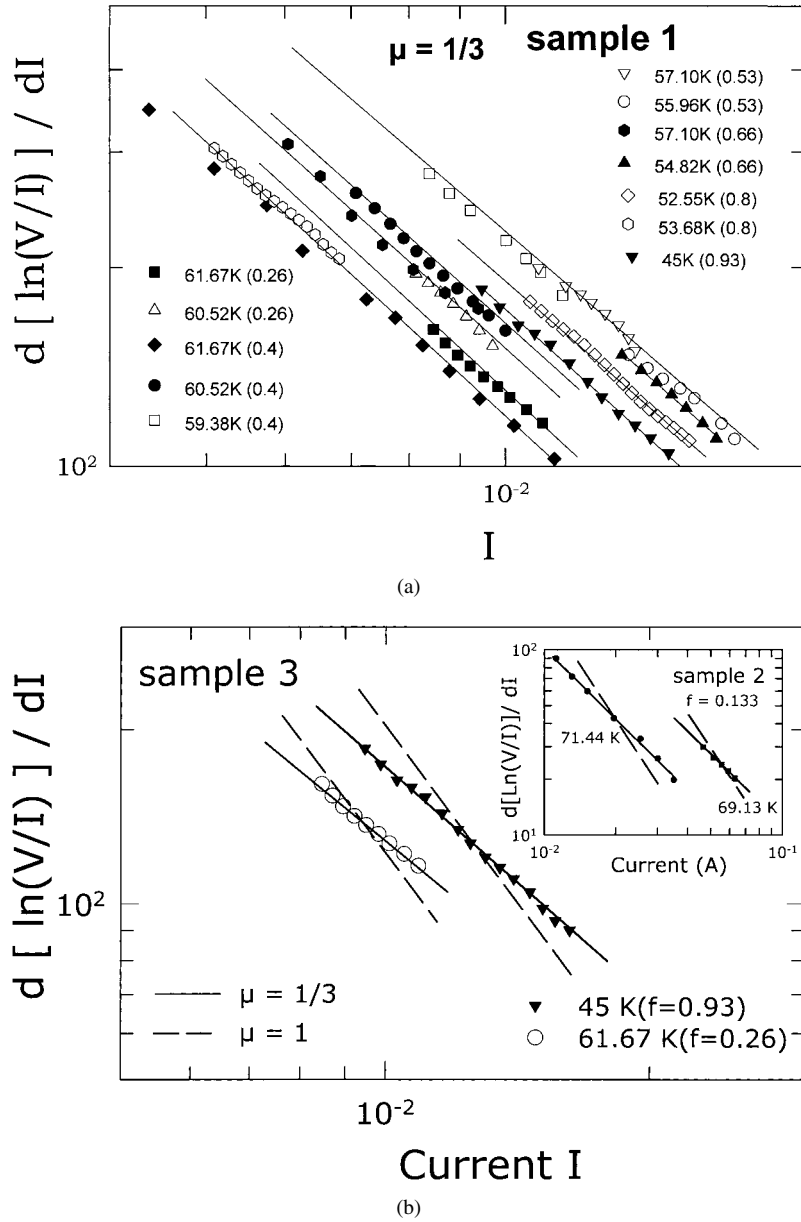 μ = 1/3
sample 1
57.10K (0.53)
55.96K (0.53)
57.10K (0.66)
54.82K (0.66)
52.55K (0.8)
53.68K (0.8)
45K (0.93)
61.67K (0.26)
60.52K (0.26)
61.67K (0.4)
60.52K (0.4)
59.38K (0.4)
d [ ln(V/I) ] / dI
10²
10⁻²
I
(a)
sample 3
d [ ln(V/I) ] / dI
10²
d[Ln(V/I)]/ dI
10²
10¹
sample 2
f = 0.133
71.44 K
69.13 K
10⁻²
10⁻¹
Current (A)
μ = 1/3
μ = 1
45 K(f=0.93)
61.67 K(f=0.26)
10⁻²
Current I
(b)